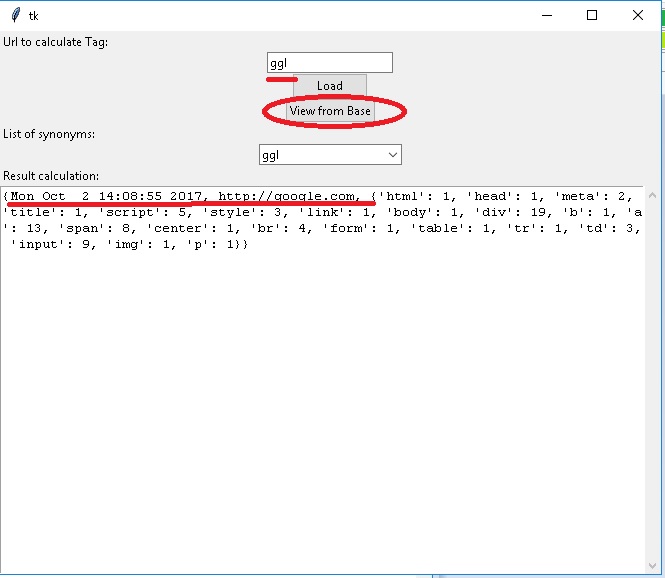 tk
Url to calculate Tag:
ggl
Load
View from Base
List of synonyms:
ggl
Result calculation:
{Mon Oct  2 14:08:55 2017, http://google.com, {'html': 1, 'head': 1, 'meta': 2,
'title': 1, 'script': 5, 'style': 3, 'link': 1, 'body': 1, 'div': 19, 'b': 1, 'a
': 13, 'span': 8, 'center': 1, 'br': 4, 'form': 1, 'table': 1, 'tr': 1, 'td': 3,
 'input': 9, 'img': 1, 'p': 1}}